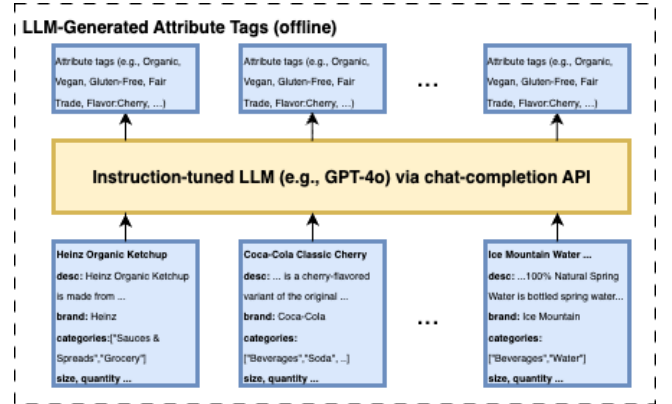 LLM-Generated Attribute Tags (offline)
Attribute tags (e.g., Organic,
Vegan, Gluten-Free, Fair
Trade, Flavor:Cherry, ...)
Attribute tags (e.g., Organic,
Vegan, Gluten-Free, Fair
Trade, Flavor:Cherry, ...)
...
Attribute tags (e.g., Organic,
Vegan, Gluten-Free, Fair
Trade, Flavor:Cherry, ...)
Instruction-tuned LLM (e.g., GPT-4o) via chat-completion API
Heinz Organic Ketchup
desc: Heinz Organic Ketchup
is made from ...
brand: Heinz
categories:["Sauces &
Spreads","Grocery"]
size, quantity ...
Coca-Cola Classic Cherry
desc: ... is a cherry-flavored
variant of the original ...
brand: Coca-Cola
categories:
["Beverages","Soda", ..]
size, quantity ...
...
Ice Mountain Water ...
desc: ...100% Natural Spring
Water is bottled spring water...
brand: Ice Mountain
categories:
["Beverages","Water"]
size, quantity ...